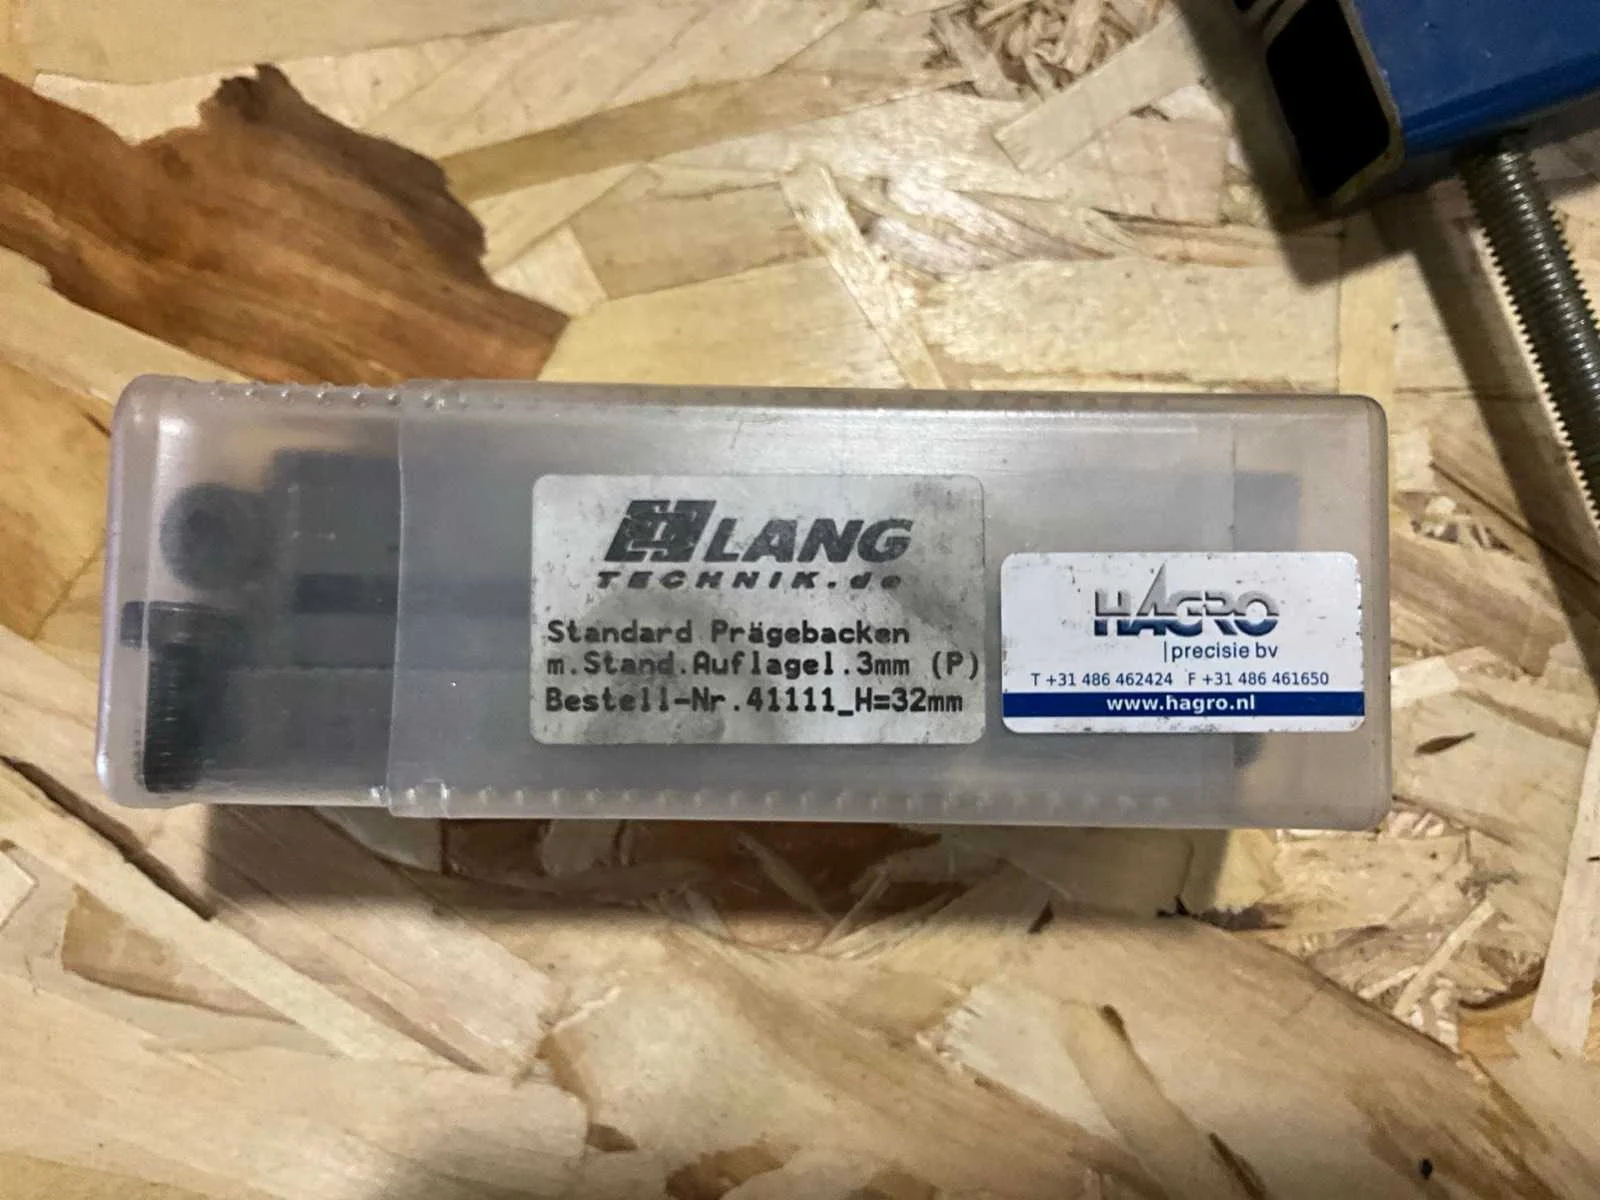 LANG
TECHNIK.de
Standard Prägebacken
m.Stand.Auflagel.3mm (P)
Bestell-Nr.41111_H=32mm
HAGRO
precisie bv
T +31 486 462424 F +31 486 461650
www.hagro.nl